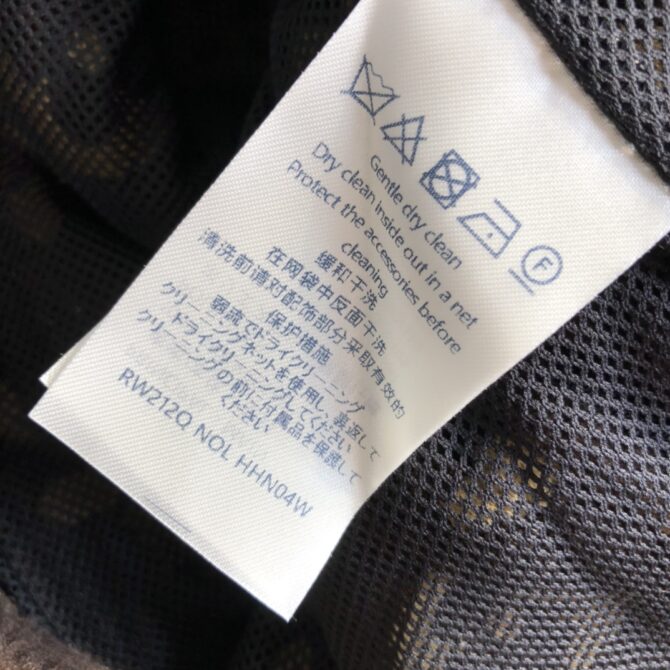 F
Gentle dry clean
Dry clean inside out in a net
Protect the accessories before
cleaning
缓和干洗
在网袋中反面干洗
清洗前请对配饰部分采取有效的
保护措施
弱流でドライクリーニング
クリーニングネットを使用し、裏返して
ドライクリーニングしてください
クリーニングの前に付属品を保護して
ください
RW212Q NOL HHN04W